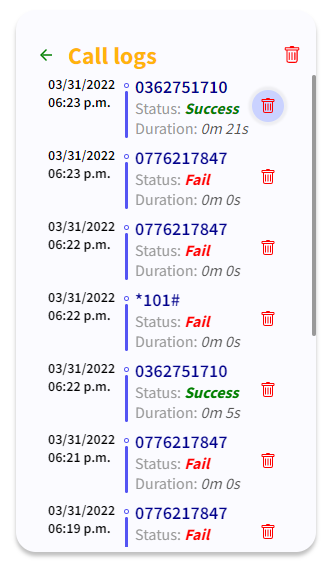 Call logs
03/31/2022
06:23 p.m.
0362751710
Status: Success
Duration: 0m 21s
03/31/2022
06:23 p.m.
0776217847
Status: Fail
Duration: 0m 0s
03/31/2022
06:22 p.m.
0776217847
Status: Fail
Duration: 0m 0s
03/31/2022
06:22 p.m.
*101#
Status: Fail
Duration: 0m 0s
03/31/2022
06:22 p.m.
0362751710
Status: Success
Duration: 0m 5s
03/31/2022
06:21 p.m.
0776217847
Status: Fail
Duration: 0m 0s
03/31/2022
06:19 p.m.
0776217847
Status: Fail